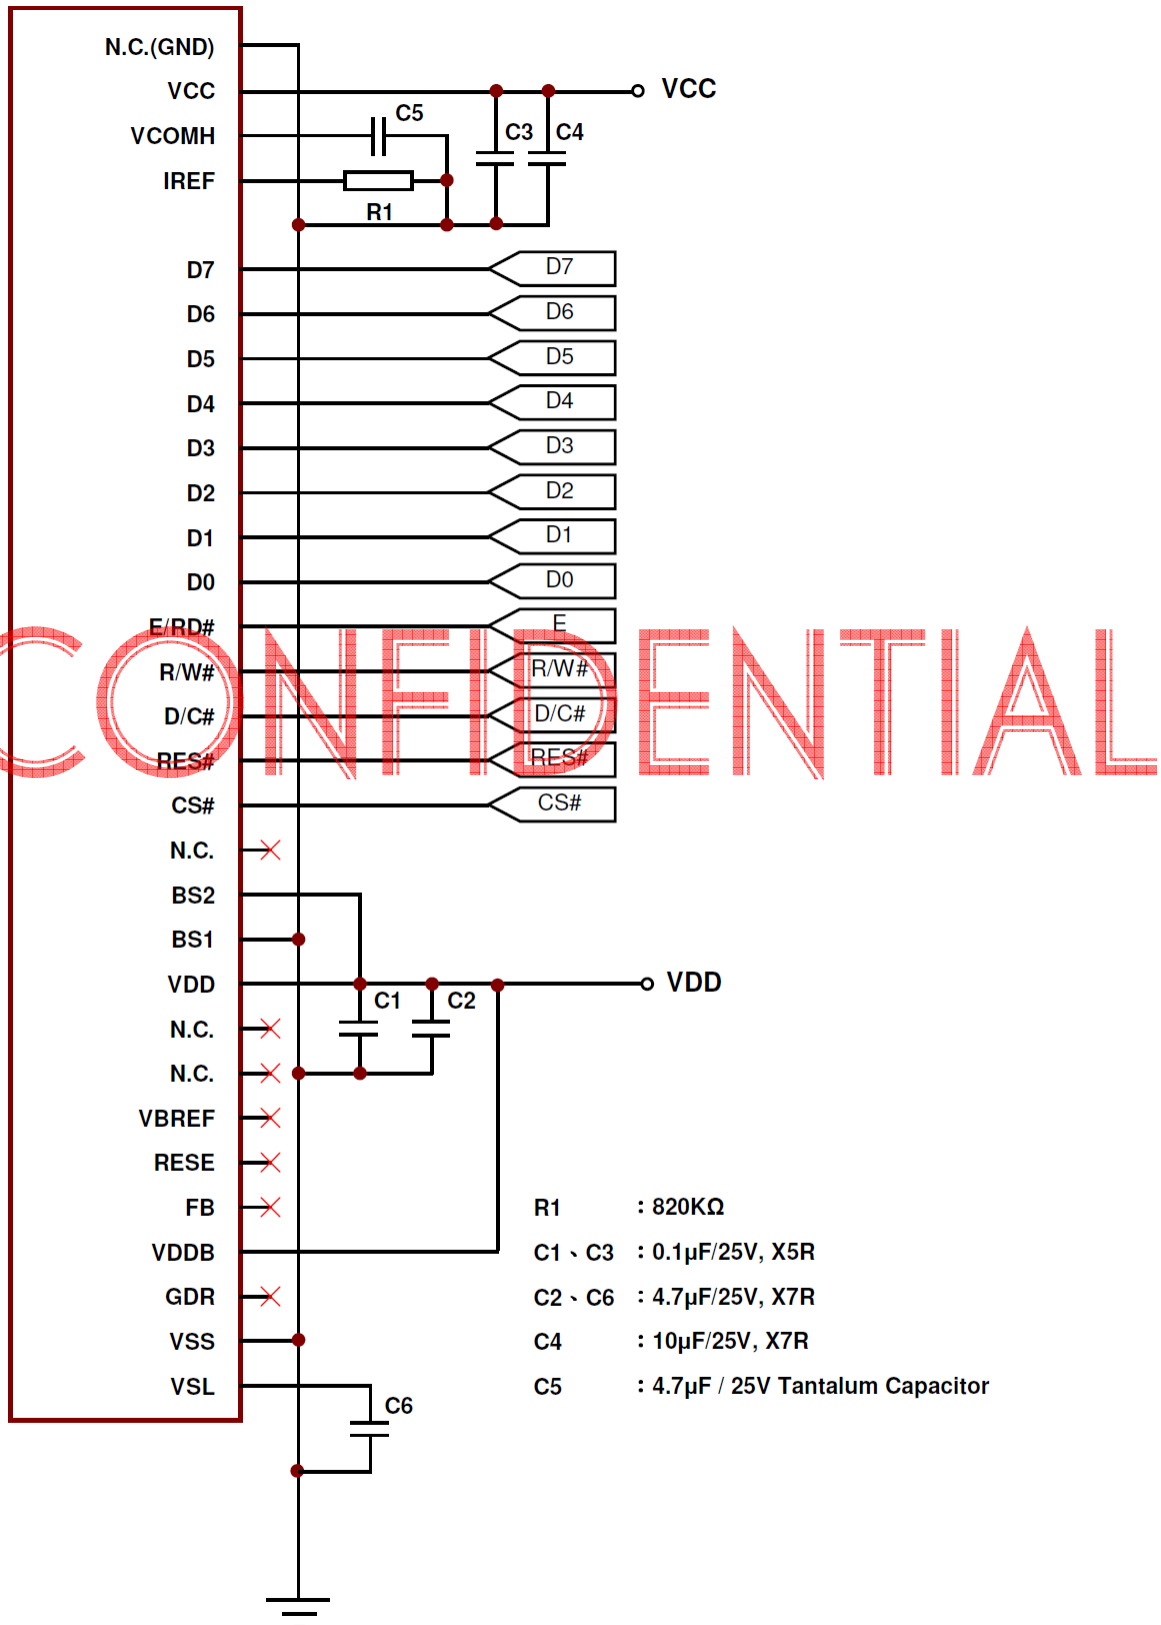 N.C.(GND)
VCC
VCC
C5
C3
C4
VCOMH
IREF
R1
D7
D7
D6
D6
D5
D5
D4
D4
D3
D3
D2
D2
D1
D1
D0
D0
E/RD#
E
R/W#
R/W#
CONFIDENTIAL
D/C#
D/C#
RES#
RES#
CS#
CS#
N.C.
BS2
BS1
VDD
VDD
C1
C2
N.C.
N.C.
VBREF
RESE
FB
R1 : 820KΩ
VDDB
C1、C3 : 0.1µF/25V, X5R
GDR
C2、C6 : 4.7µF/25V, X7R
VSS
C4 : 10µF/25V, X7R
VSL
C5 : 4.7µF / 25V Tantalum Capacitor
C6